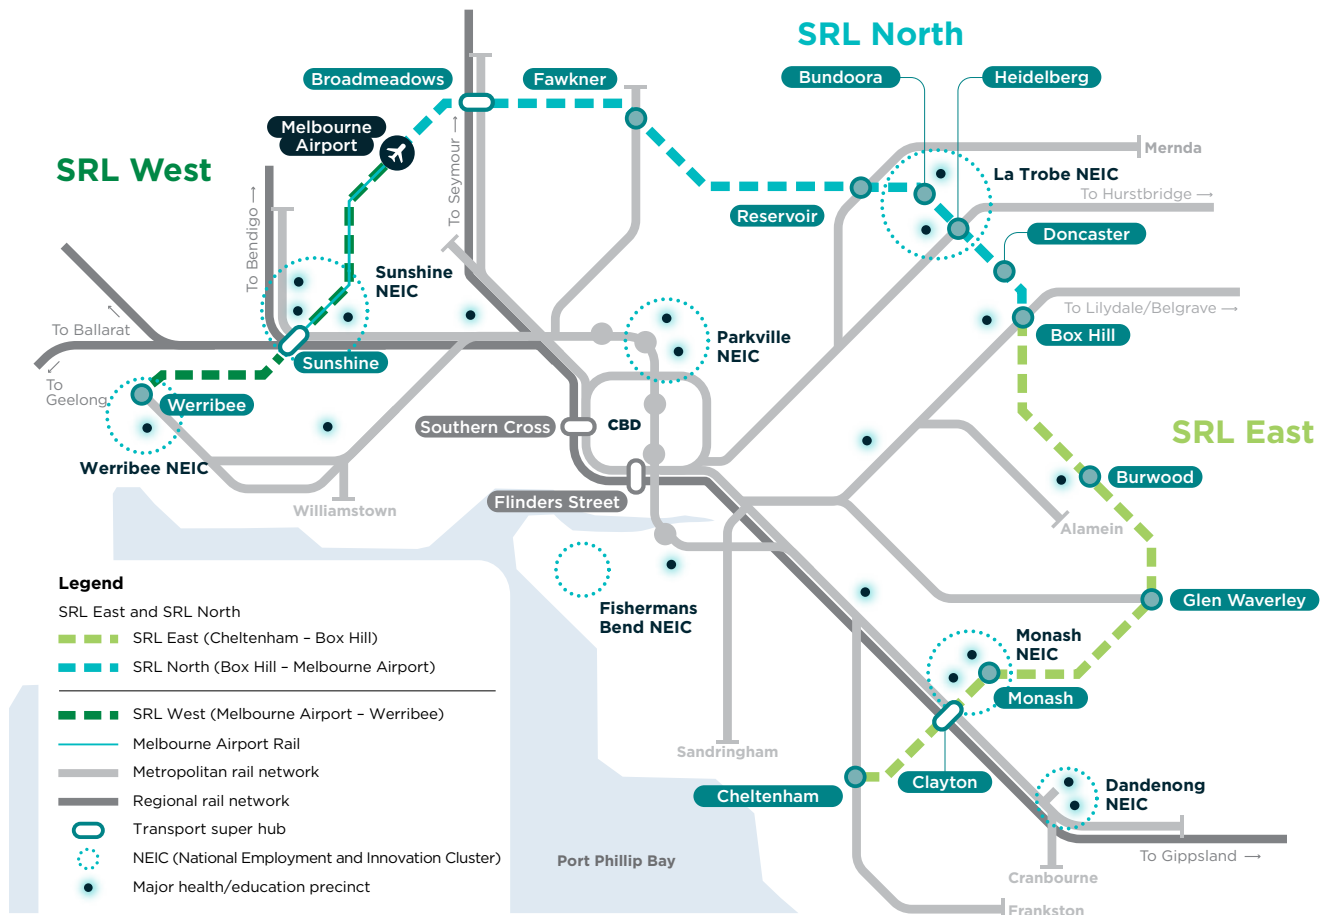 SRL North
Broadmeadows
Fawkner
Bundoora
Heidelberg
Melbourne
Airport
SRL West
To Seymour →
Mernda
La Trobe NEIC
To Hurstbridge →
Reservoir
Doncaster
To Bendigo →
Sunshine
NEIC
To Lilydale/Belgrave →
To Ballarat
Parkville
NEIC
Box Hill
Sunshine
To
Geelong
Werribee
Southern Cross
CBD
SRL East
Werribee NEIC
Burwood
Flinders Street
Williamstown
Alamein
Legend
SRL East and SRL North
SRL East (Cheltenham – Box Hill)
SRL North (Box Hill – Melbourne Airport)
SRL West (Melbourne Airport – Werribee)
Melbourne Airport Rail
Metropolitan rail network
Regional rail network
Transport super hub
NEIC (National Employment and Innovation Cluster)
Major health/education precinct
Fishermans
Bend NEIC
Glen Waverley
Monash
NEIC
Monash
Sandringham
Clayton
Cheltenham
Dandenong
NEIC
Port Phillip Bay
To Gippsland →
Cranbourne
Frankston